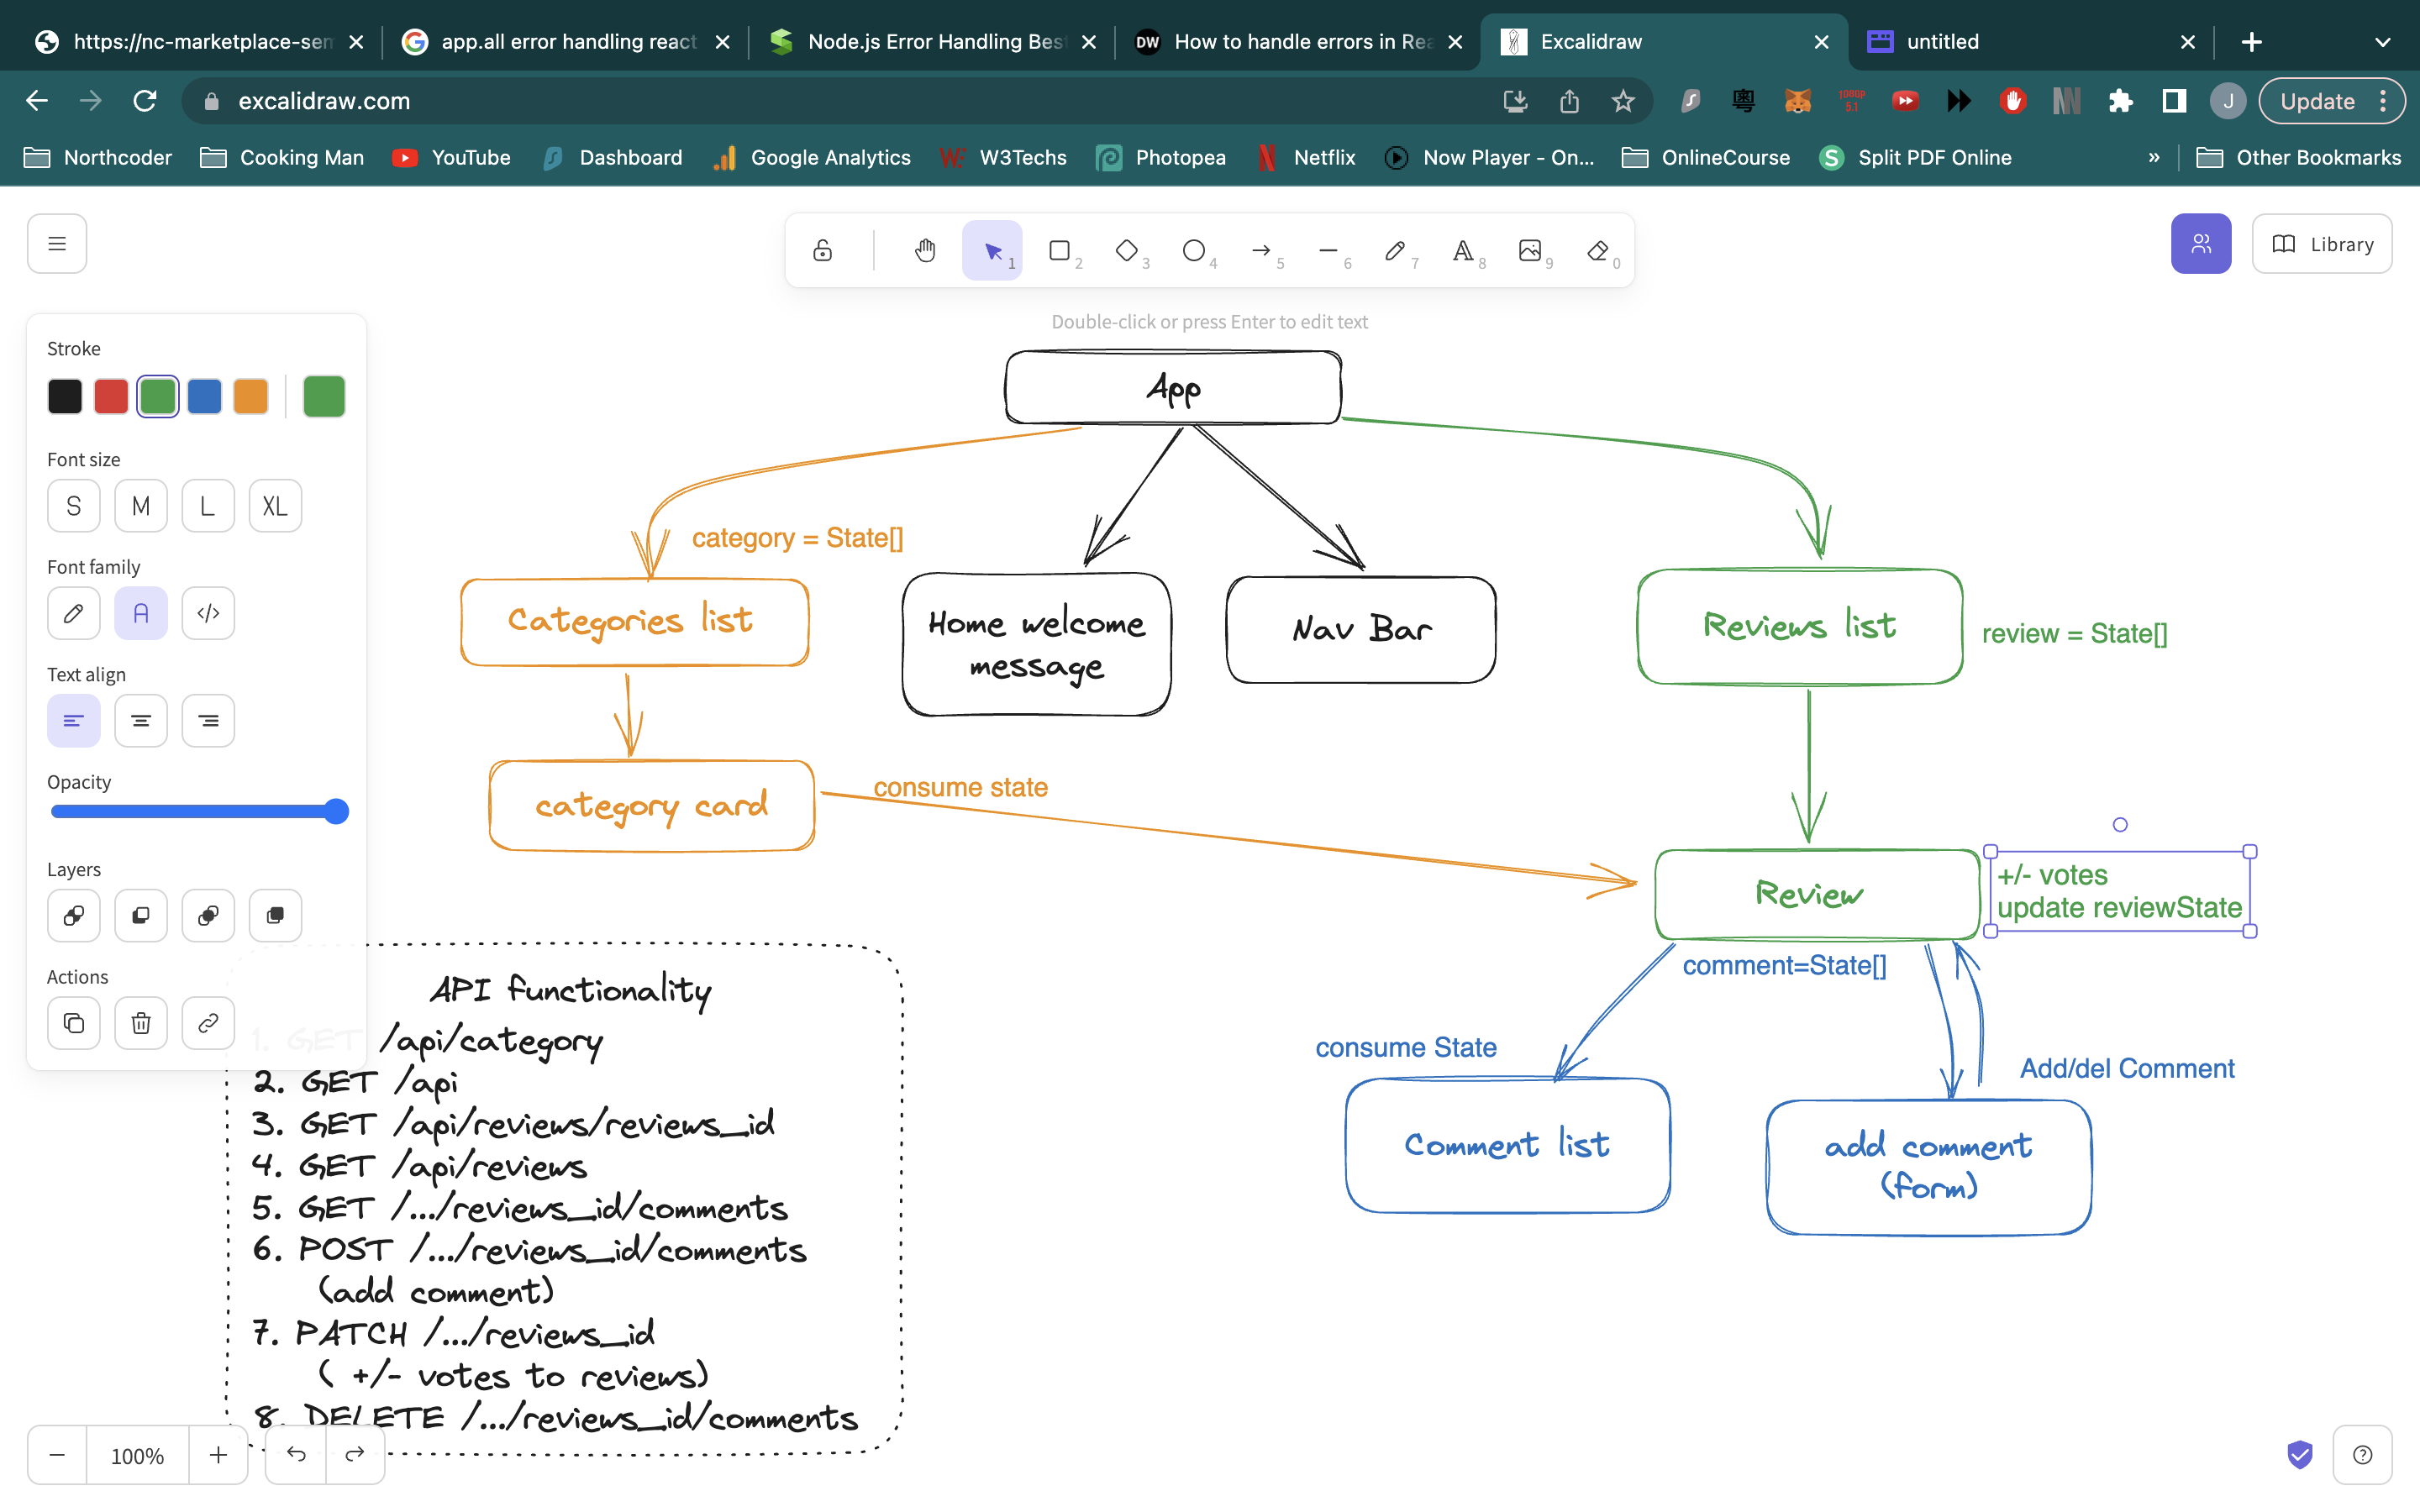 https://nc-marketplace-sem
app.all error handling react
Node.js Error Handling Bes
DW How to handle errors in Rea
Excalidraw
untitled
excalidraw.com
1080P
5.1
J
Update
Northcoder
Cooking Man
YouTube
Dashboard
Google Analytics
W3Techs
Photopea
Netflix
Now Player - On...
OnlineCourse
Split PDF Online
»
Other Bookmarks
1
2
3
4
5
6
7
A 8
9
0
Library
Double-click or press Enter to edit text
Stroke
Font size
S M L XL
Font family
A </>
Text align
Opacity
Layers
Actions
App
category = State[]
Categories list
Home welcome
message
Nav Bar
Reviews list
review = State[]
category card
consume state
Review
+/- votes
update reviewState
comment=State[]
consume State
Add/del Comment
Comment list
add comment
(form)
API functionality
1. GET /api/category
2. GET /api
3. GET /api/reviews/reviews_id
4. GET /api/reviews
5. GET /.../reviews_id/comments
6. POST /.../reviews_id/comments
(add comment)
7. PATCH /.../reviews_id
( +/- votes to reviews)
8. DELETE /.../reviews_id/comments
100%